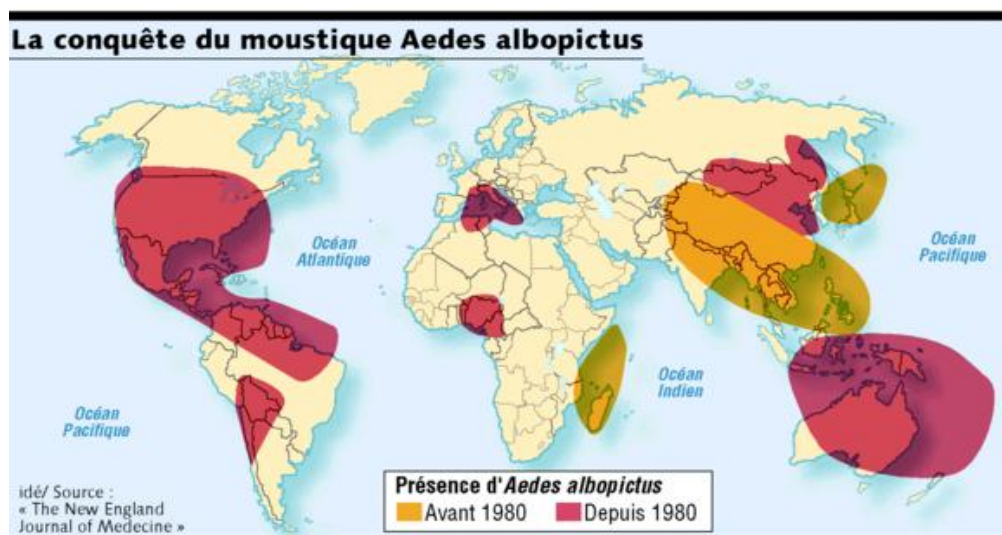 La conquête du moustique Aedes albopictus
Océan
Atlantique
Océan
Pacifique
Océan
Indien
Océan
Pacifique
idé/ Source :
« The New England
Journal of Medecine »
Présence d'Aedes albopictus
Avant 1980 Depuis 1980